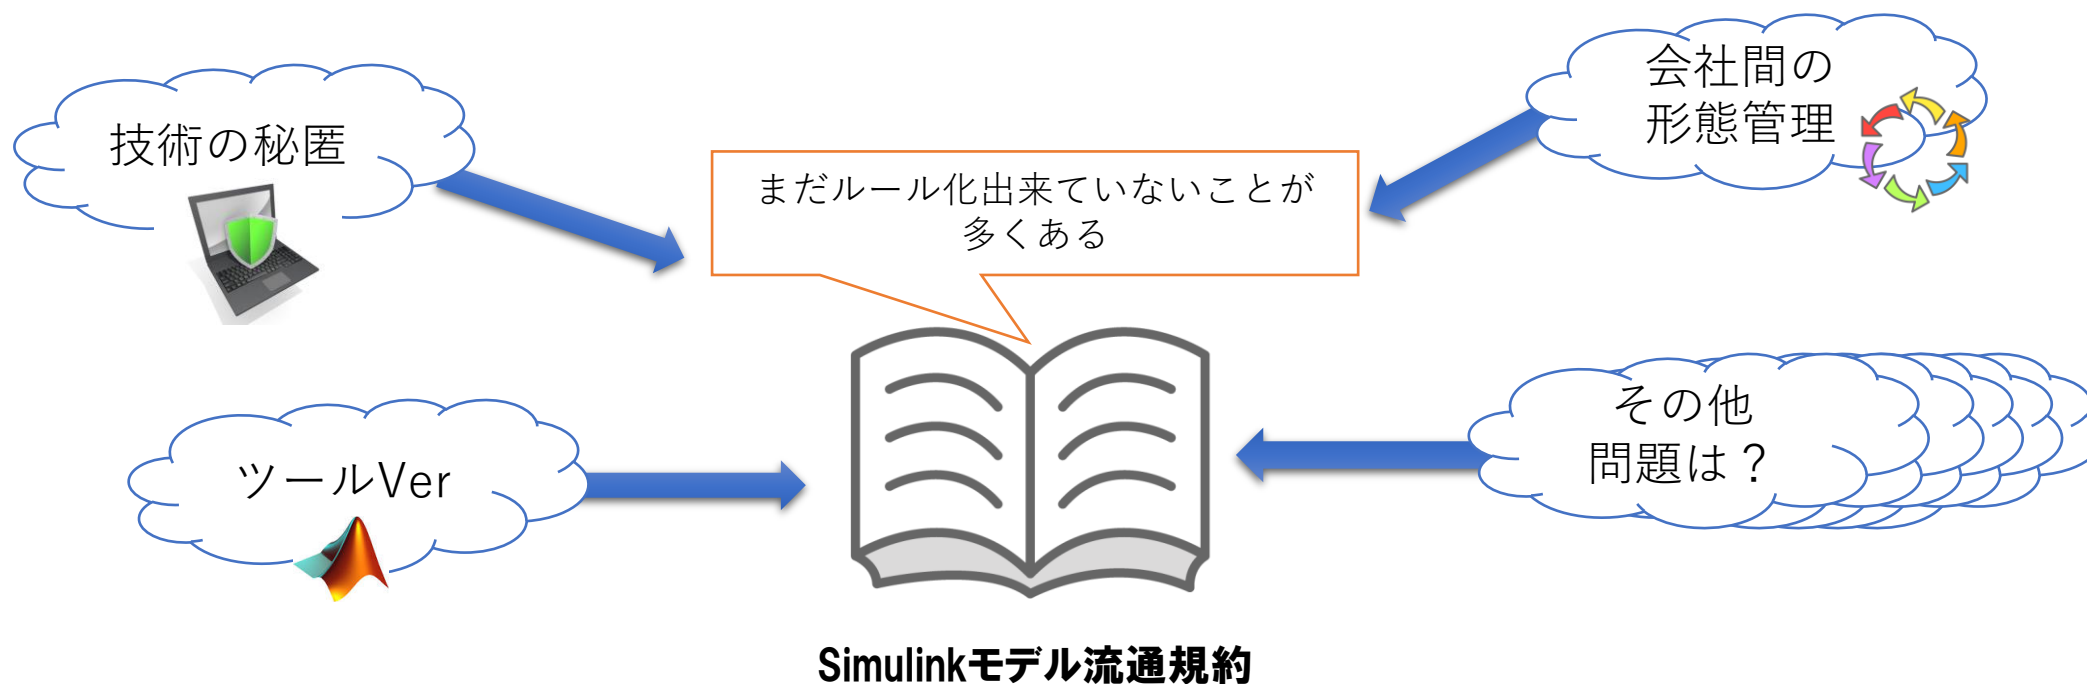 技術の秘匿
会社間の
形態管理
まだルール化出来ていないことが
多くある
ツールVer
その他
問題は？
Simulinkモデル流通規約